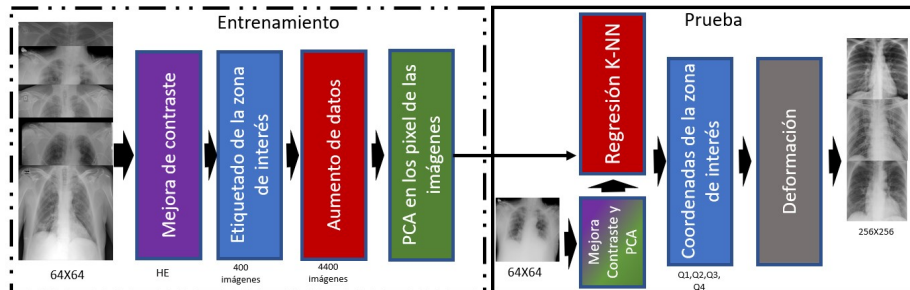 Entrenamiento
Mejora de contraste
Etiquetado de la zona
de interés
Aumento de datos
PCA en los pixel de las
imágenes
64X64
HE
400
imágenes
4400
imágenes
Prueba
Regresión K-NN
Mejora
Contraste y
PCA
64X64
Coordenadas de la zona
de interés
Q1,Q2,Q3,
Q4
Deformación
256X256